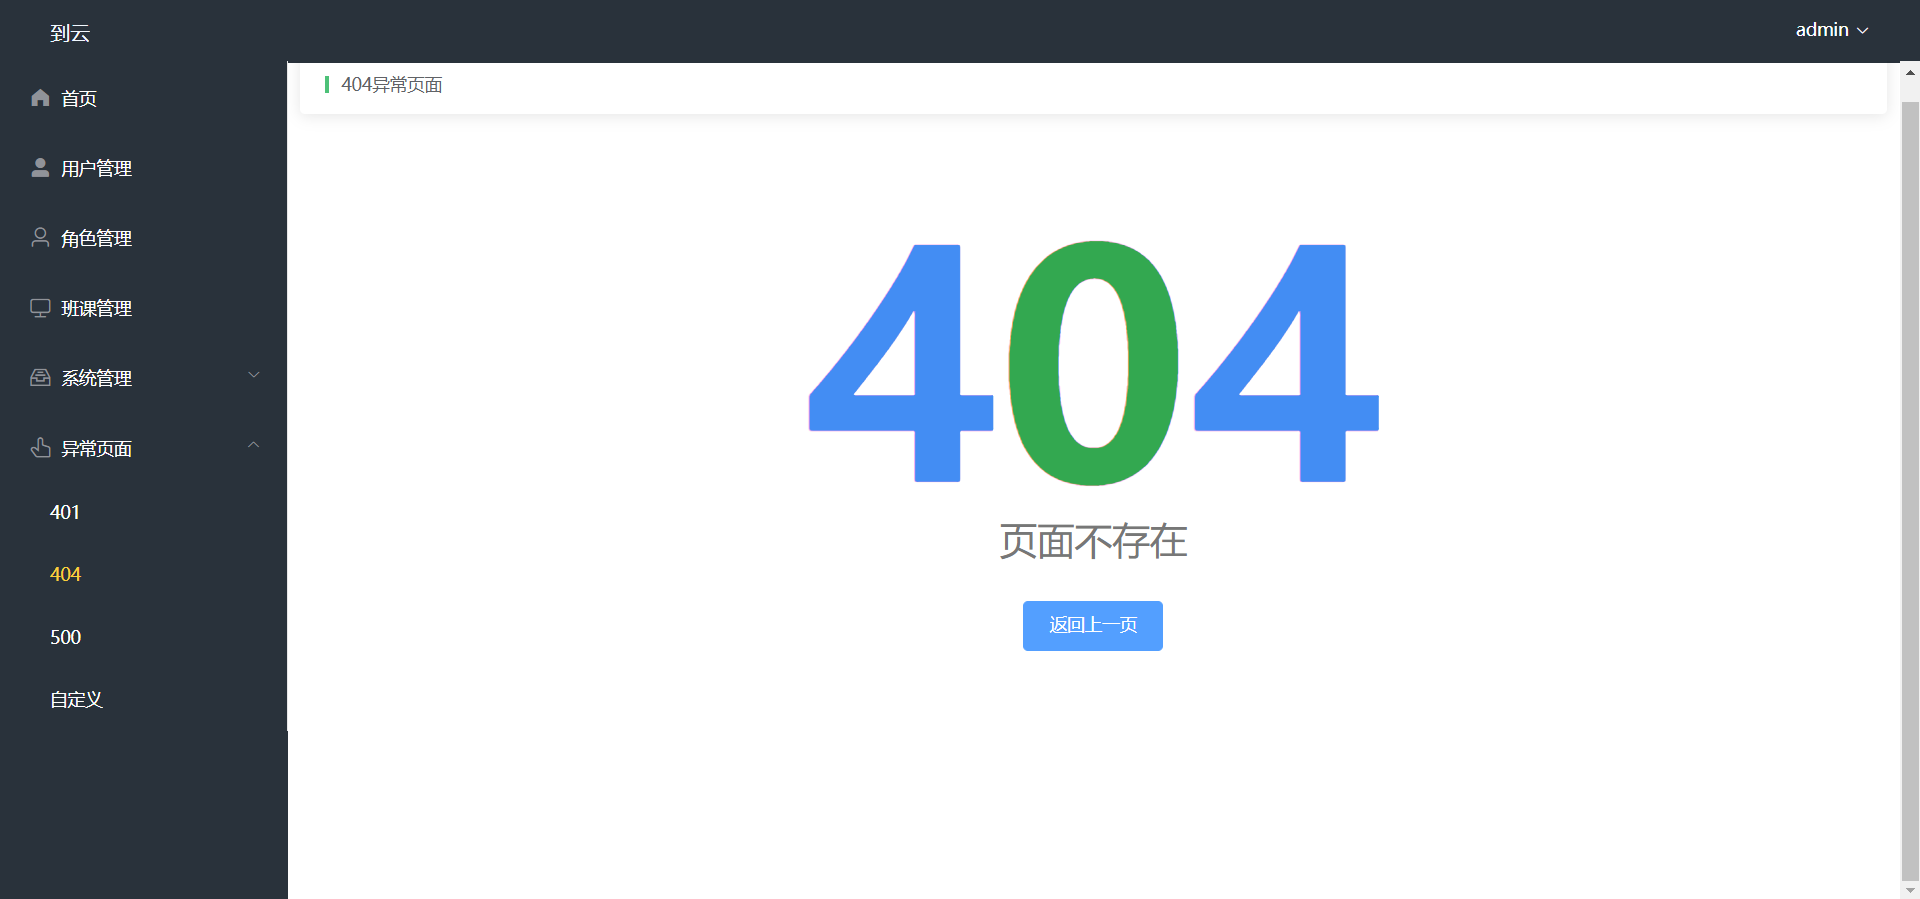 到云
admin
首页
用户管理
角色管理
班课管理
系统管理
异常页面
401
404
500
自定义
404异常页面
404
页面不存在
返回上一页